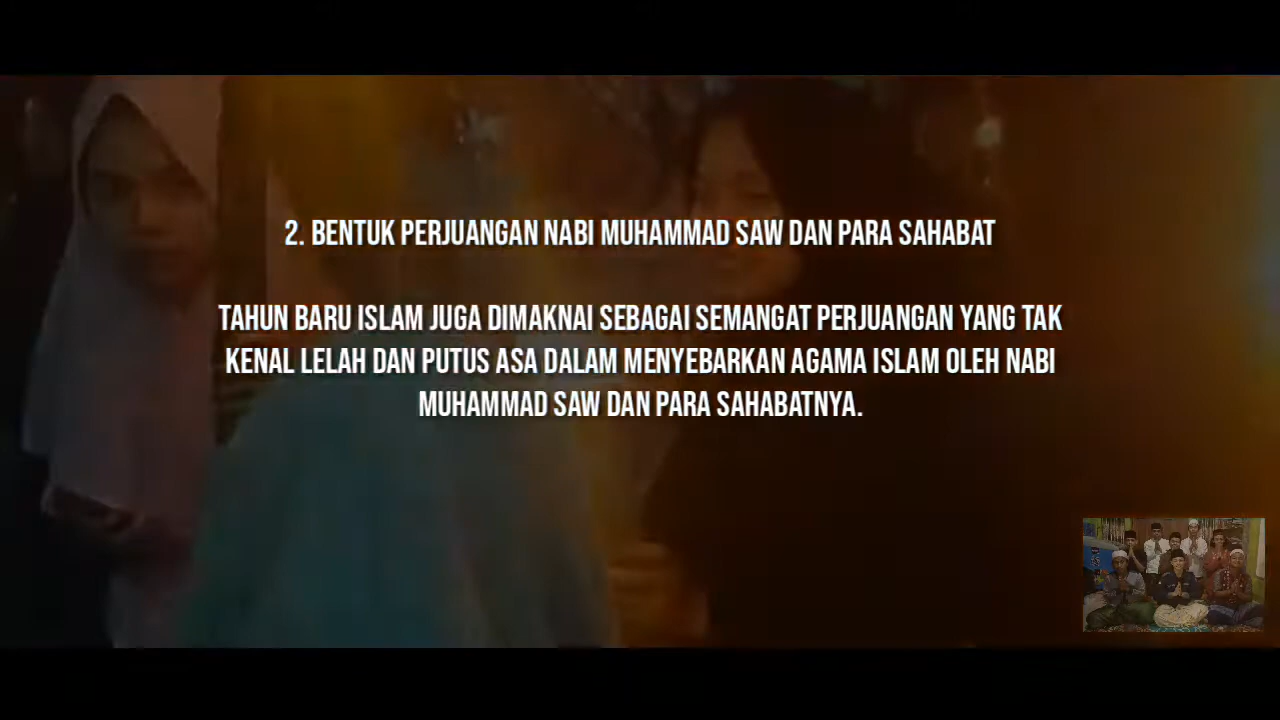 2. BENTUK PERJUANGAN NABI MUHAMMAD SAW DAN PARA SAHABAT
TAHUN BARU ISLAM JUGA DIMAKNAI SEBAGAI SEMANGAT PERJUANGAN YANG TAK
KENAL LELAH DAN PUTUS ASA DALAM MENYEBARKAN AGAMA ISLAM OLEH NABI
MUHAMMAD SAW DAN PARA SAHABATNYA.